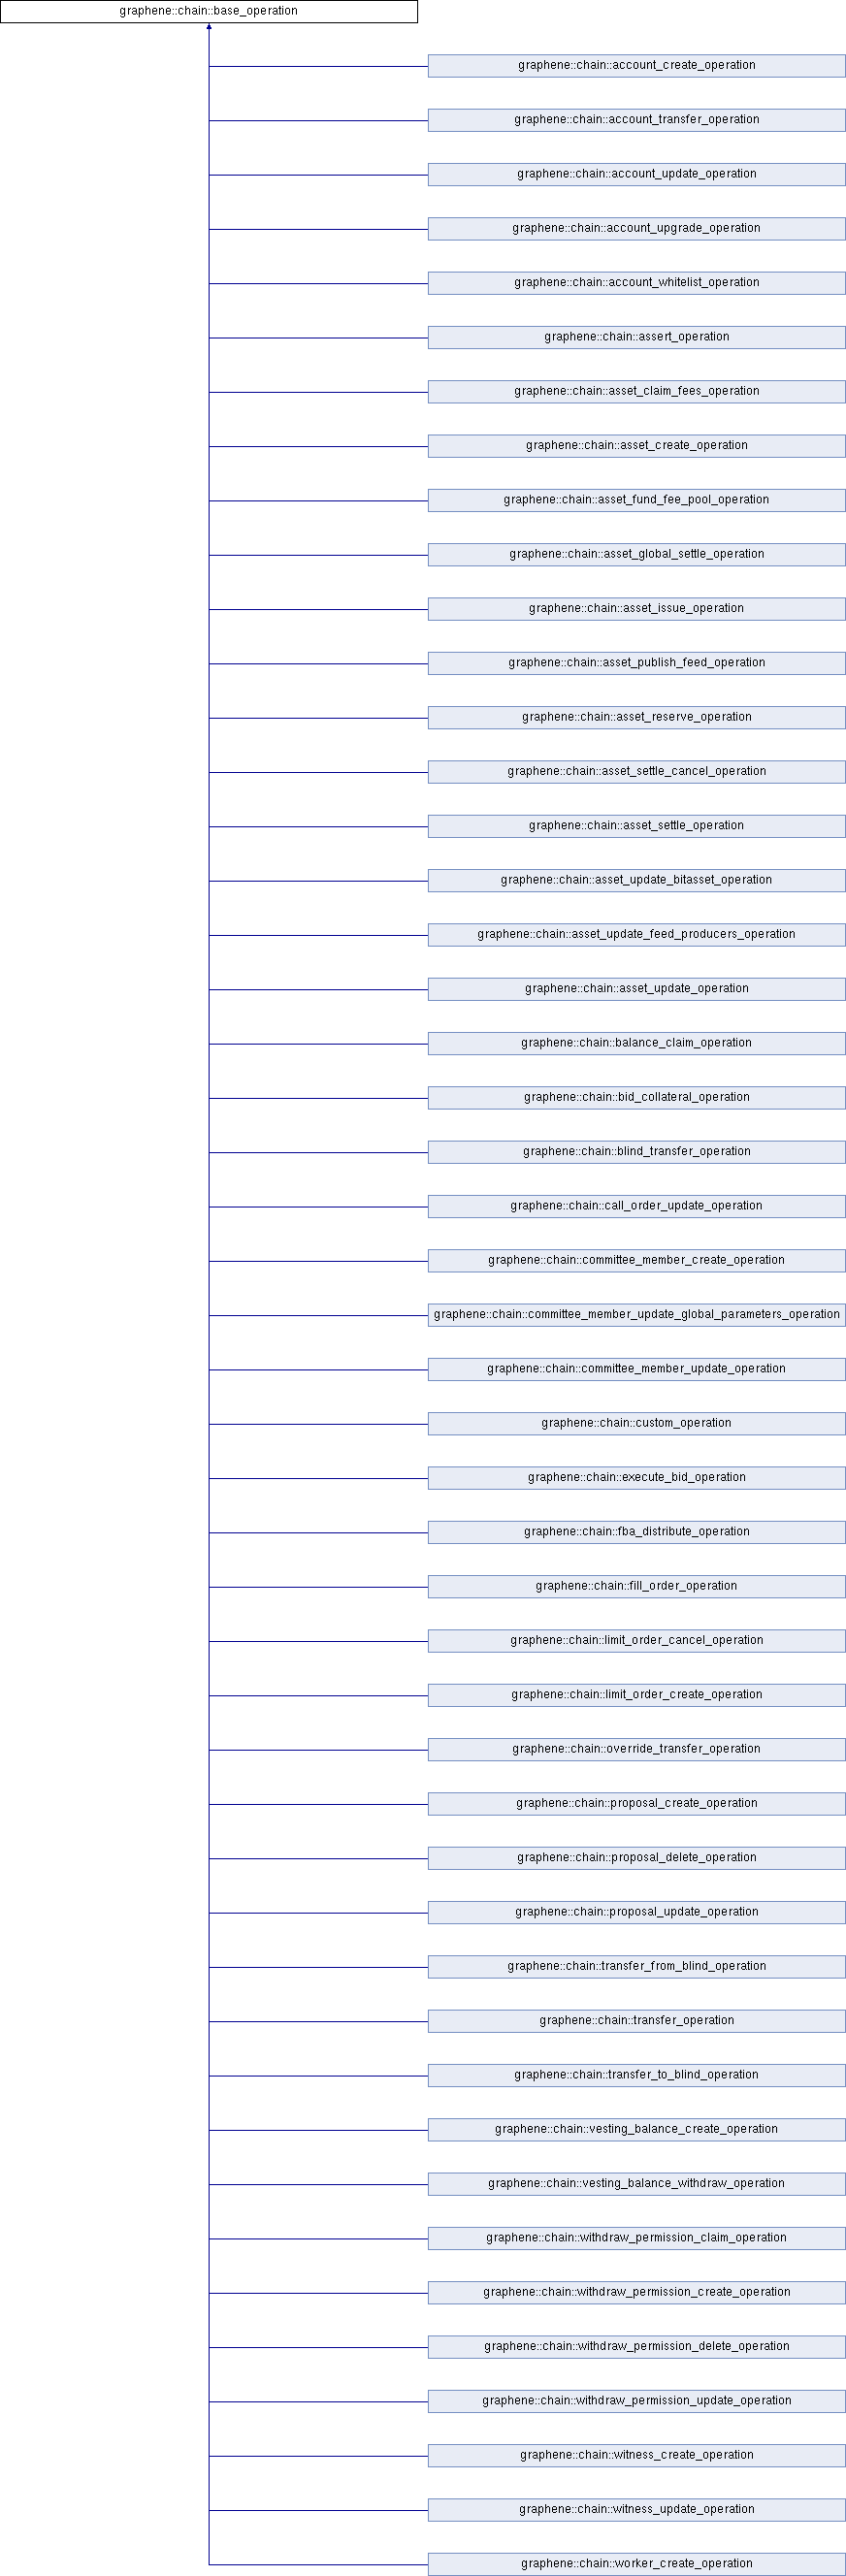 graphene::chain::base_operation
graphene::chain::account_create_operation
graphene::chain::account_transfer_operation
graphene::chain::account_update_operation
graphene::chain::account_upgrade_operation
graphene::chain::account_whitelist_operation
graphene::chain::assert_operation
graphene::chain::asset_claim_fees_operation
graphene::chain::asset_create_operation
graphene::chain::asset_fund_fee_pool_operation
graphene::chain::asset_global_settle_operation
graphene::chain::asset_issue_operation
graphene::chain::asset_publish_feed_operation
graphene::chain::asset_reserve_operation
graphene::chain::asset_settle_cancel_operation
graphene::chain::asset_settle_operation
graphene::chain::asset_update_bitasset_operation
graphene::chain::asset_update_feed_producers_operation
graphene::chain::asset_update_operation
graphene::chain::balance_claim_operation
graphene::chain::bid_collateral_operation
graphene::chain::blind_transfer_operation
graphene::chain::call_order_update_operation
graphene::chain::committee_member_create_operation
graphene::chain::committee_member_update_global_parameters_operation
graphene::chain::committee_member_update_operation
graphene::chain::custom_operation
graphene::chain::execute_bid_operation
graphene::chain::fba_distribute_operation
graphene::chain::fill_order_operation
graphene::chain::limit_order_cancel_operation
graphene::chain::limit_order_create_operation
graphene::chain::override_transfer_operation
graphene::chain::proposal_create_operation
graphene::chain::proposal_delete_operation
graphene::chain::proposal_update_operation
graphene::chain::transfer_from_blind_operation
graphene::chain::transfer_operation
graphene::chain::transfer_to_blind_operation
graphene::chain::vesting_balance_create_operation
graphene::chain::vesting_balance_withdraw_operation
graphene::chain::withdraw_permission_claim_operation
graphene::chain::withdraw_permission_create_operation
graphene::chain::withdraw_permission_delete_operation
graphene::chain::withdraw_permission_update_operation
graphene::chain::witness_create_operation
graphene::chain::witness_update_operation
graphene::chain::worker_create_operation